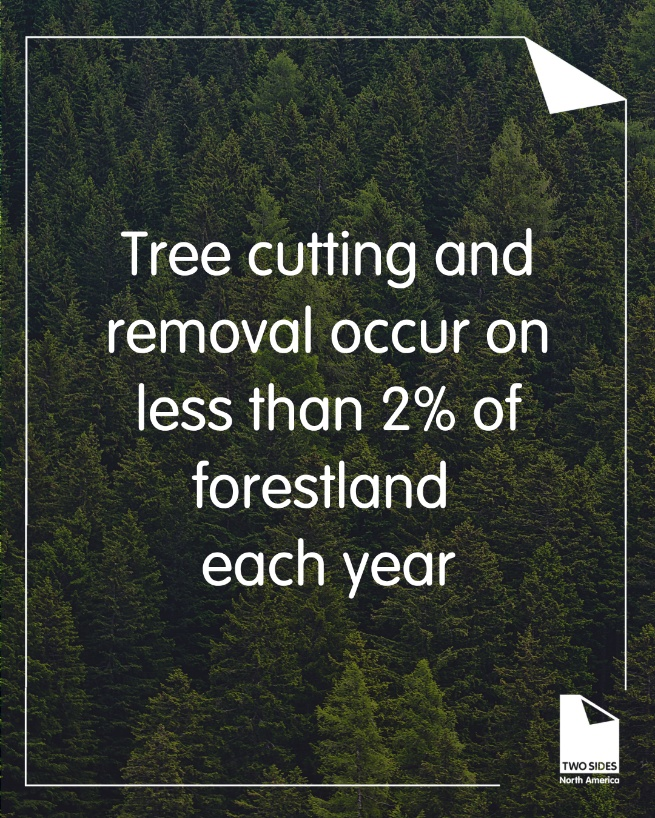 Tree cutting and
removal occur on
less than 2% of
forestland
each year
TWO SIDES
North America